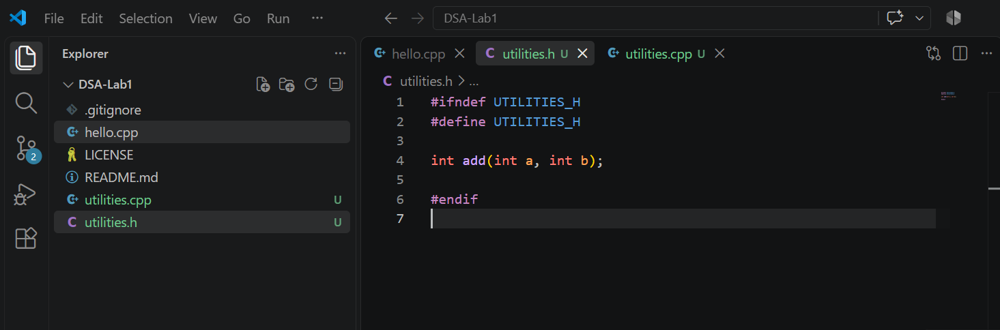 File Edit Selection View Go Run ... DSA-Lab1
Explorer ...
hello.cpp utilities.h U utilities.cpp U ...
DSA-Lab1
utilities.h > ...
.gitignore
hello.cpp
LICENSE
README.md
utilities.cpp U
utilities.h U
2
1 #ifndef UTILITIES_H
2 #define UTILITIES_H
3
4 int add(int a, int b);
5
6 #endif
7